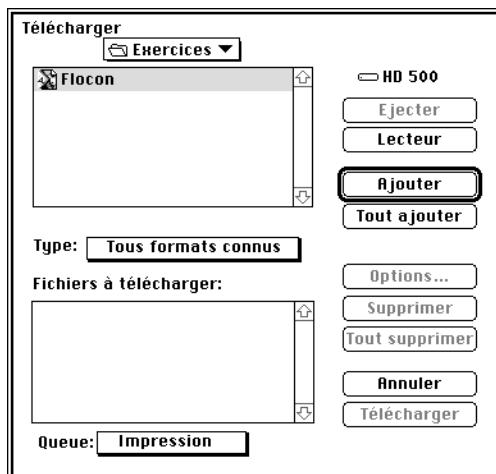 Télécharger
Exercices
Flocon
HD 500
Ejecter
Lecteur
Ajouter
Tout ajouter
Type: Tous formats connus
Fichiers à télécharger:
Options...
Supprimer
Tout supprimer
Annuler
Télécharger
Queue: Impression